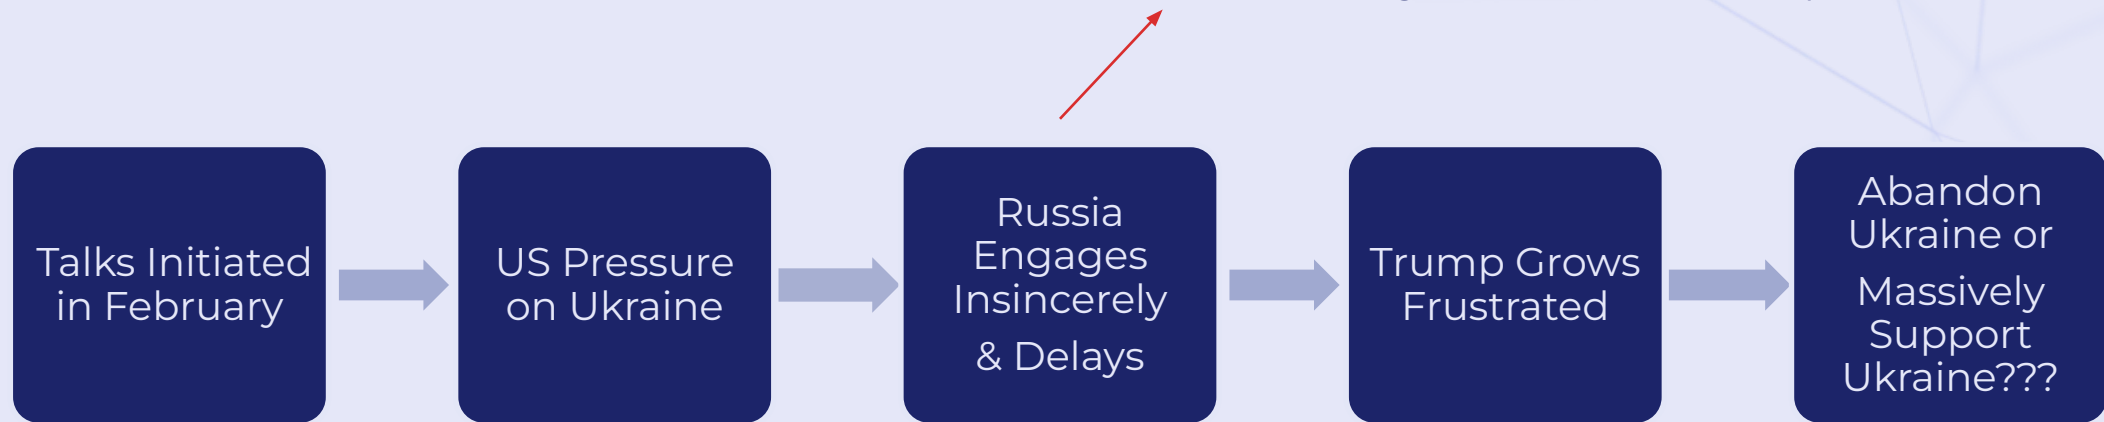 Talks Initiated
in February
US Pressure
on Ukraine
Russia
Engages
Insincerely
& Delays
Trump Grows
Frustrated
Abandon
Ukraine or
Massively
Support
Ukraine???